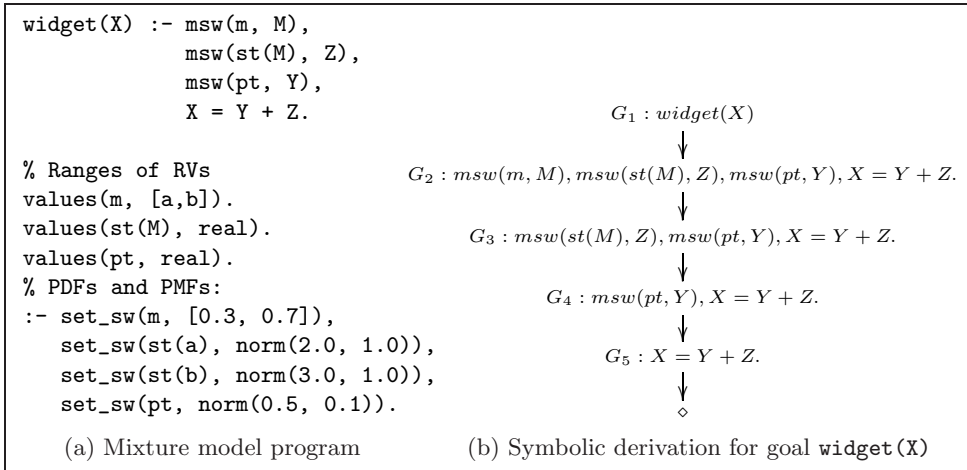 widget(X) :- msw(m, M),
msw(st(M), Z),
msw(pt, Y),
X = Y + Z.
% Ranges of RVs
values(m, [a,b]).
values(st(M), real).
values(pt, real).
% PDFs and PMFs:
:- set_sw(m, [0.3, 0.7]),
set_sw(st(a), norm(2.0, 1.0)),
set_sw(st(b), norm(3.0, 1.0)),
set_sw(pt, norm(0.5, 0.1)).
(a) Mixture model program
G₁ : widget(X)
G₂ : msw(m, M), msw(st(M), Z), msw(pt, Y), X = Y + Z.
G₃ : msw(st(M), Z), msw(pt, Y), X = Y + Z.
G₄ : msw(pt, Y), X = Y + Z.
G₅ : X = Y + Z.
⋄
(b) Symbolic derivation for goal widget(X)